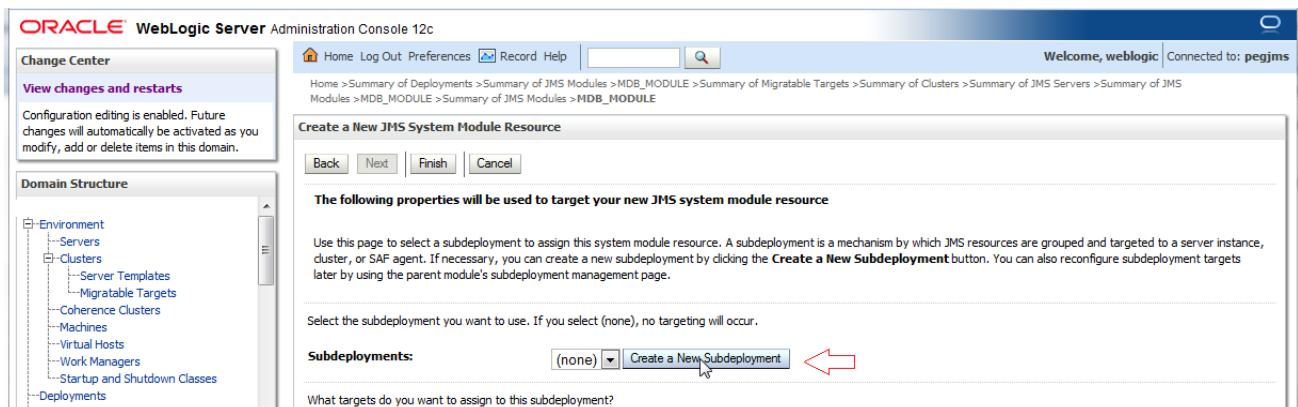 ORACLE WebLogic Server Administration Console 12c
Change Center
View changes and restarts
Configuration editing is enabled. Future
changes will automatically be activated as you
modify, add or delete items in this domain.
Domain Structure
Environment
Servers
Clusters
Server Templates
Migratable Targets
Coherence Clusters
Machines
Virtual Hosts
Work Managers
Startup and Shutdown Classes
Deployments
Home Log Out Preferences Record Help
Welcome, weblogic Connected to: pegjms
Home >Summary of Deployments >Summary of JMS Modules >MDB_MODULE >Summary of Migratable Targets >Summary of Clusters >Summary of JMS Servers >Summary of JMS
Modules >MDB_MODULE >Summary of JMS Modules >MDB_MODULE
Create a New JMS System Module Resource
Back Next Finish Cancel
The following properties will be used to target your new JMS system module resource
Use this page to select a subdeployment to assign this system module resource. A subdeployment is a mechanism by which JMS resources are grouped and targeted to a server instance,
cluster, or SAF agent. If necessary, you can create a new subdeployment by clicking the Create a New Subdeployment button. You can also reconfigure subdeployment targets
later by using the parent module's subdeployment management page.
Select the subdeployment you want to use. If you select (none), no targeting will occur.
Subdeployments: (none) Create a New Subdeployment
What targets do you want to assign to this subdeployment?